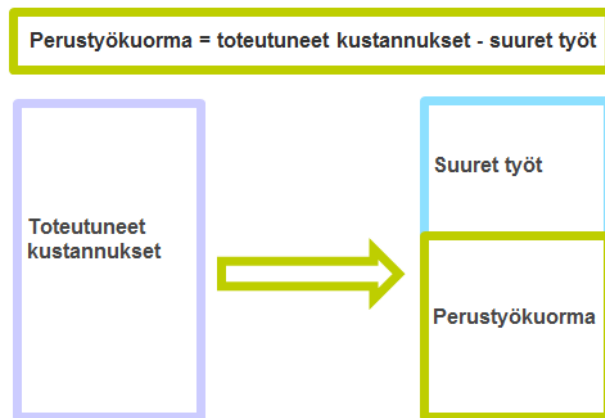 Perustyökuorma = toteutuneet kustannukset - suuret työt
Suuret työt
Toteutuneet
kustannukset
Perustyökuorma